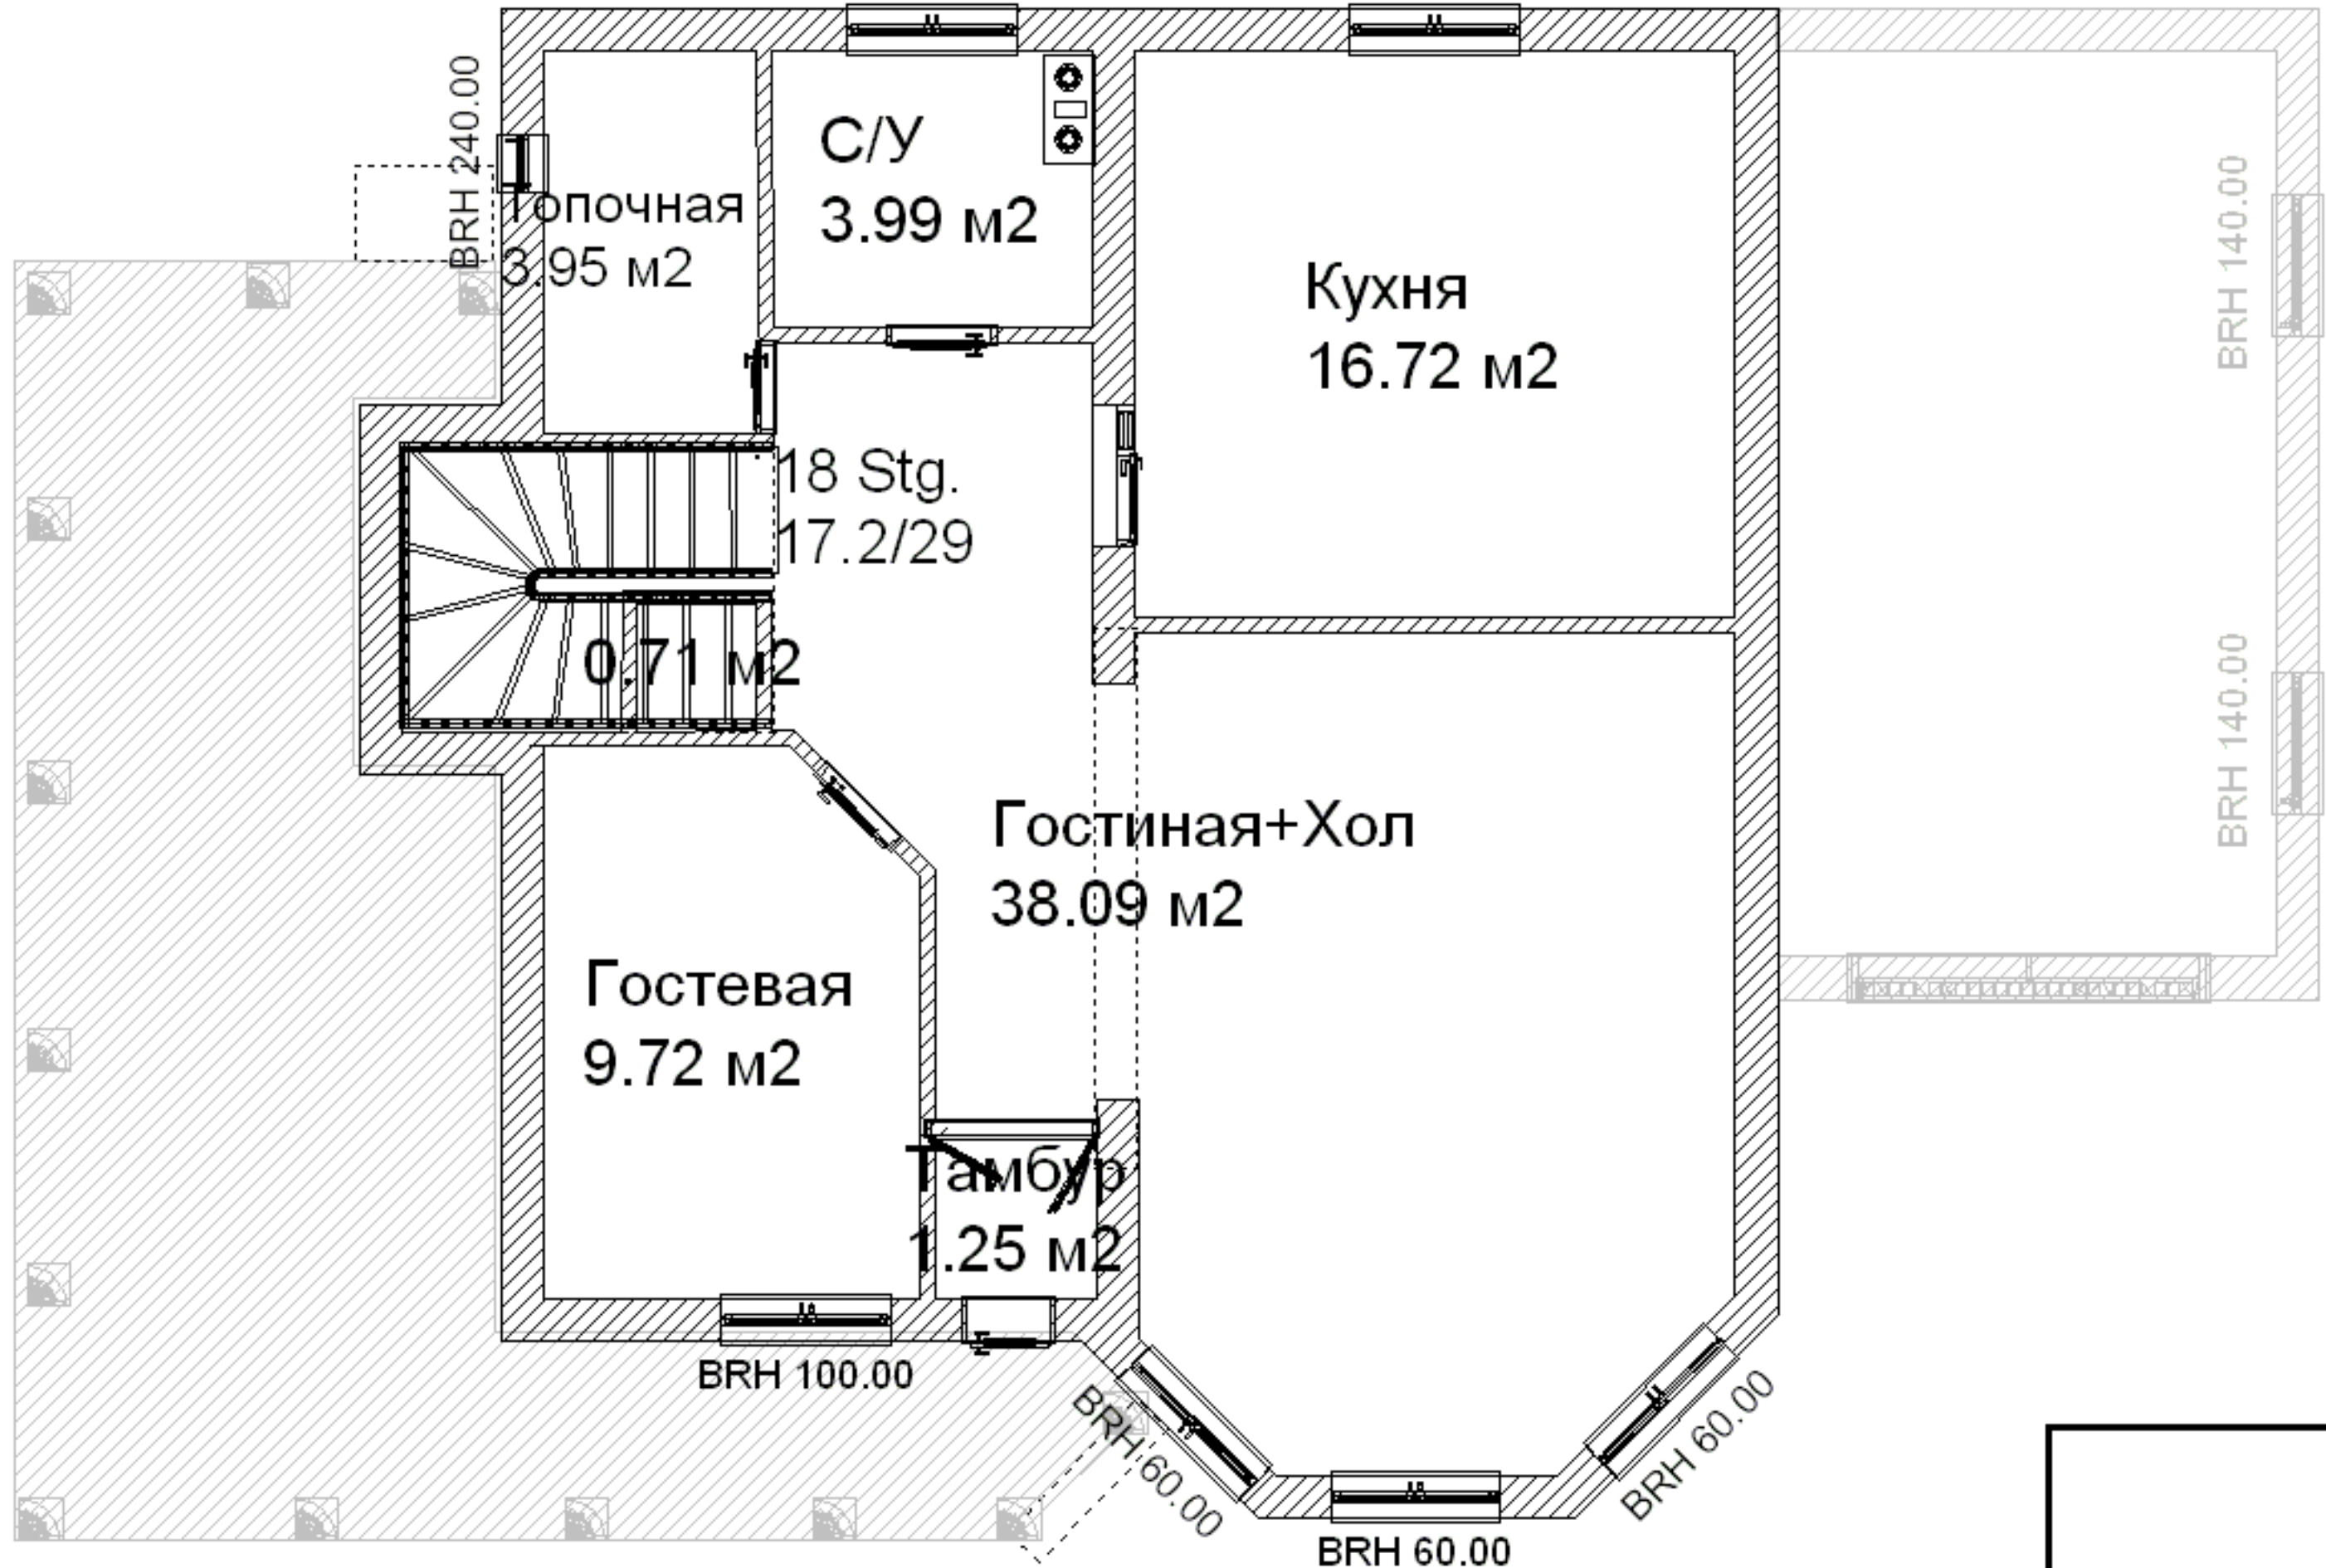 BRH 240.00
Топочная
3.95 м2
С/У
3.99 м2
Кухня
16.72 м2
BRH 140.00
18 Stg.
17.2/29
0.71 м2
BRH 140.00
Гостиная+Хол
38.09 м2
Гостевая
9.72 м2
Тамбур
1.25 м2
BRH 100.00
BRH 60.00
BRH 60.00
BRH 60.00